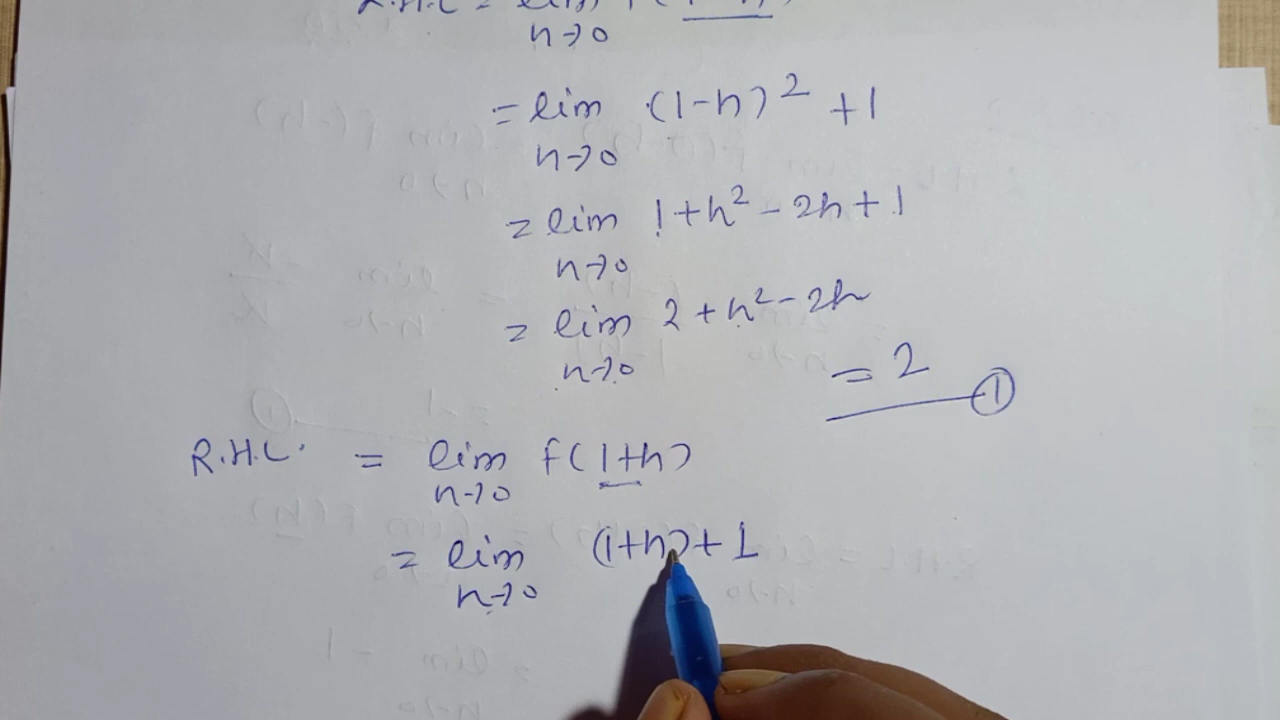 = lim (1-h)² + 1
h→0
= lim 1+h² - 2h + 1
h→0
= lim 2 + h² - 2h
h→0
= 2 ①
R.H.L. = lim f(1+h)
h→0
= lim (1+h) + 1
h→0